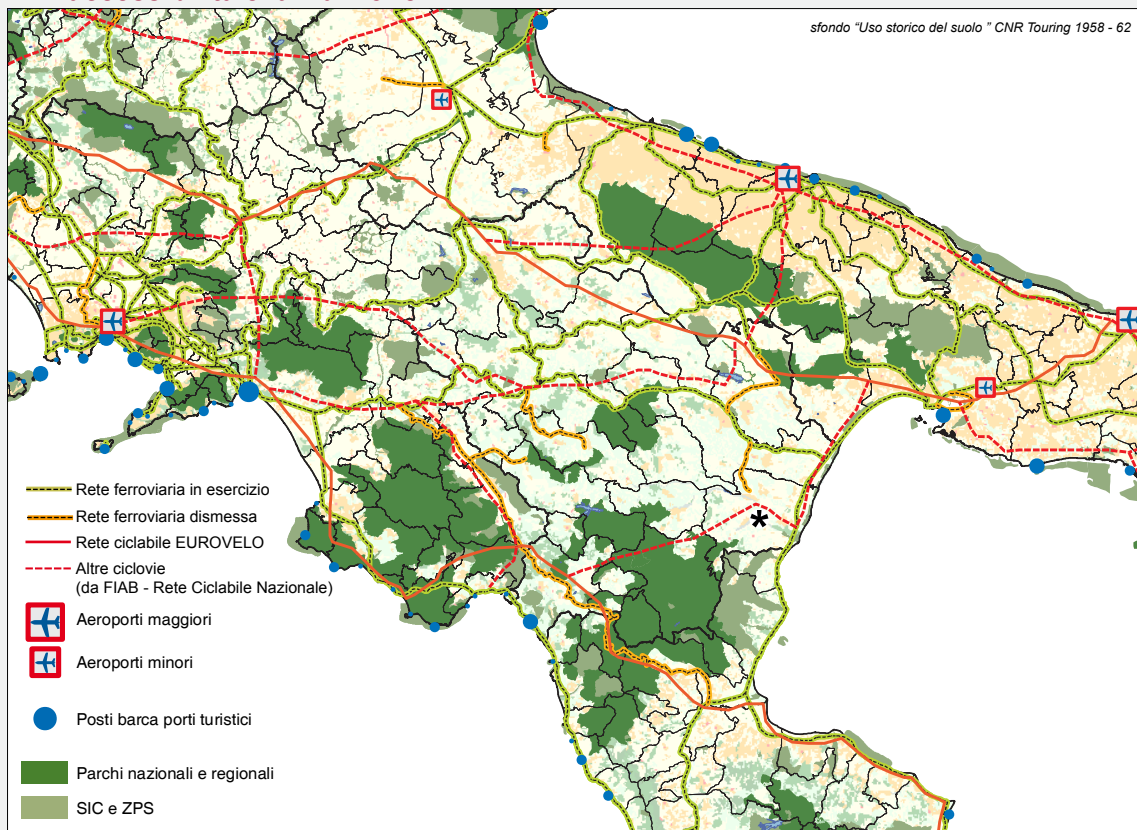 sfondo “Uso storico del suolo ” CNR Touring 1958 - 62
Rete ferroviaria in esercizio
Rete ferroviaria dismessa
Rete ciclabile EUROVELO
Altre ciclovie
(da FIAB - Rete Ciclabile Nazionale)
Aeroporti maggiori
Aeroporti minori
Posti barca porti turistici
Parchi nazionali e regionali
SIC e ZPS
*